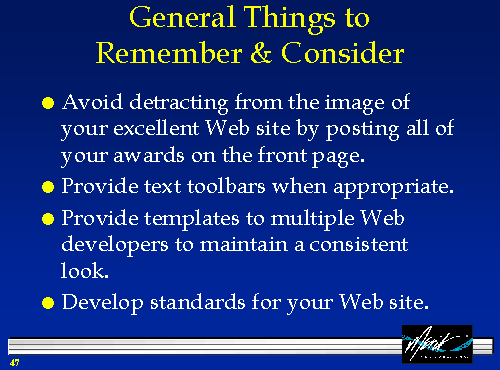 General Things to
Remember & Consider
Avoid detracting from the image of
your excellent Web site by posting all of
your awards on the front page.
Provide text toolbars when appropriate.
Provide templates to multiple Web
developers to maintain a consistent
look.
Develop standards for your Web site.
47